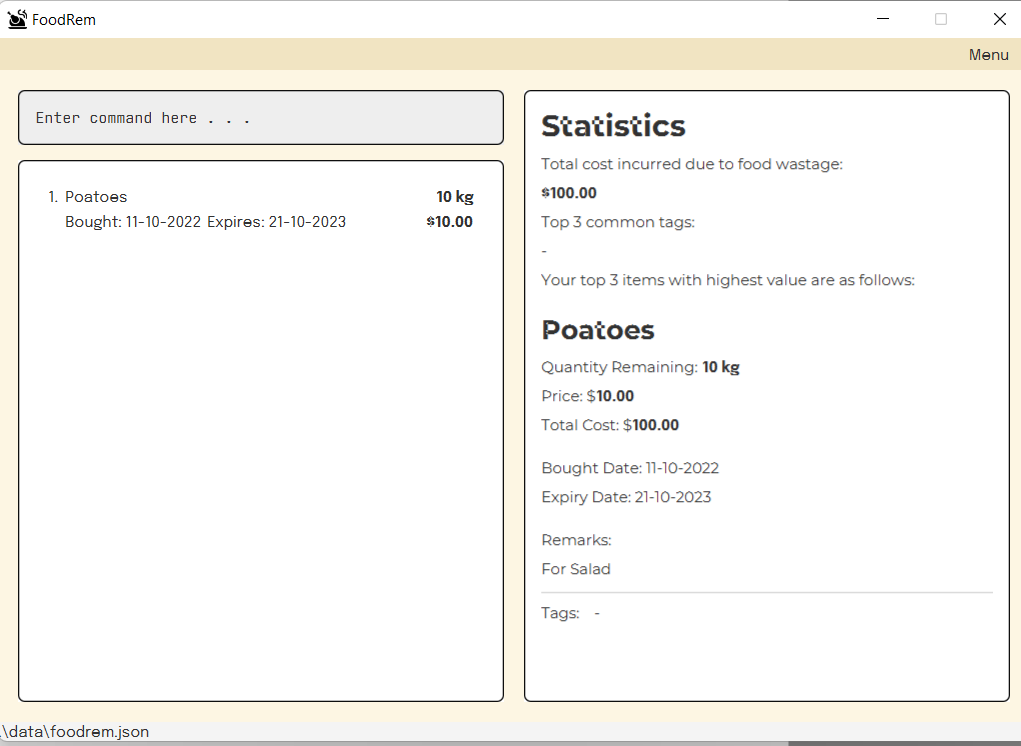 FoodRem
Menu
Enter command here . . .
1. Poatoes 10 kg
Bought: 11-10-2022 Expires: 21-10-2023 $10.00
Statistics
Total cost incurred due to food wastage:
$100.00
Top 3 common tags:
-
Your top 3 items with highest value are as follows:
Poatoes
Quantity Remaining: 10 kg
Price: $10.00
Total Cost: $100.00
Bought Date: 11-10-2022
Expiry Date: 21-10-2023
Remarks:
For Salad
Tags: -
.\data\foodrem.json